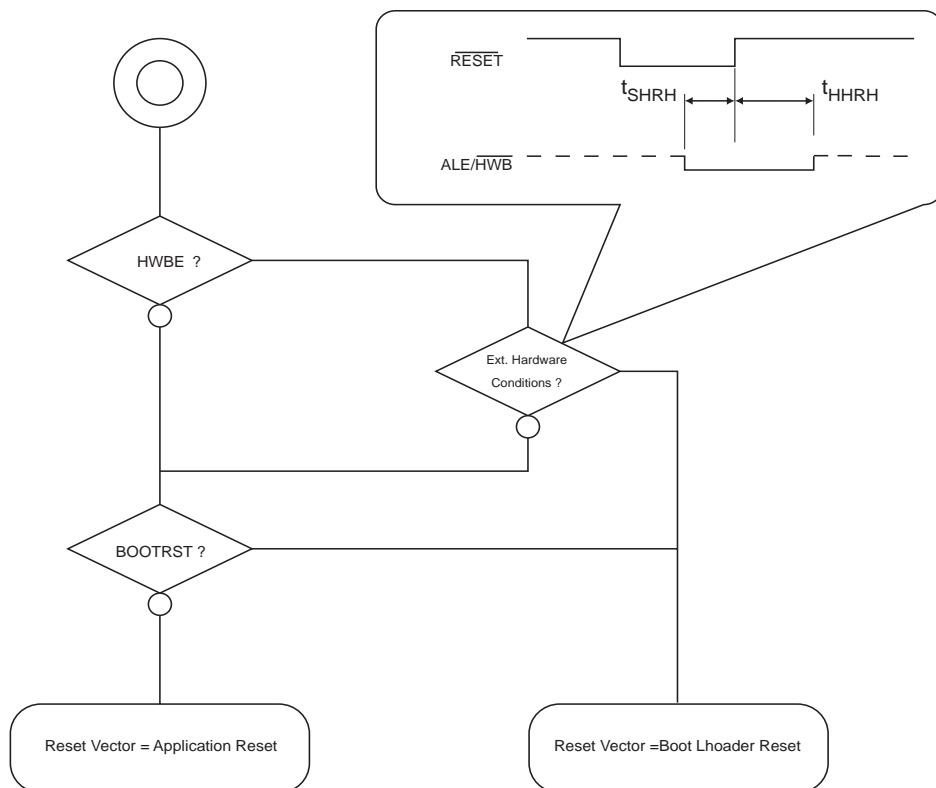 RESET
tSHRH
tHHRH
ALE/HWB
HWBE ?
Ext. Hardware
Conditions ?
BOOTRST ?
Reset Vector = Application Reset
Reset Vector =Boot Lhoader Reset